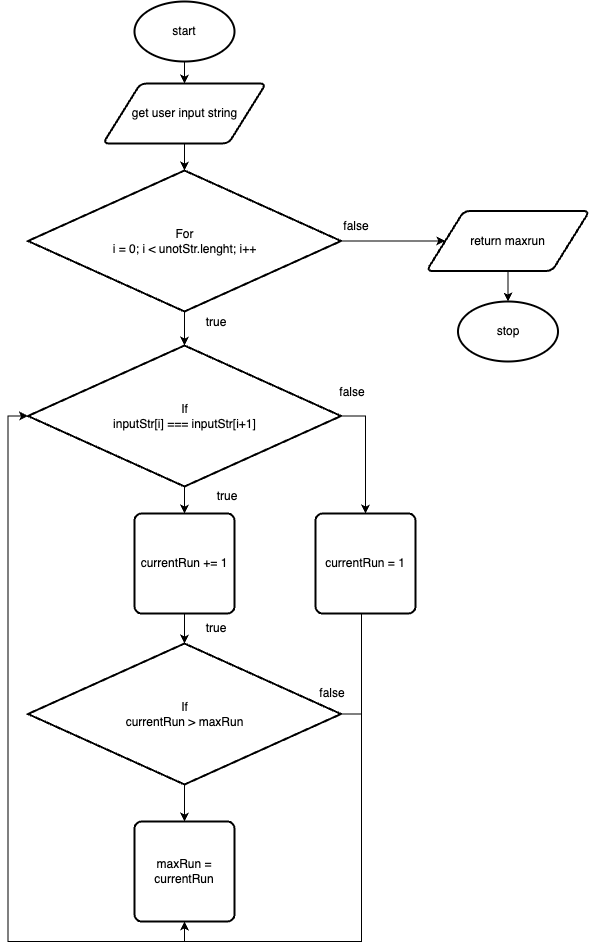 start
get user input string
For
i = 0; i < unotStr.lenght; i++
false
return maxrun
stop
true
If
inputStr[i] === inputStr[i+1]
false
true
currentRun += 1
currentRun = 1
true
If
currentRun > maxRun
false
maxRun =
currentRun